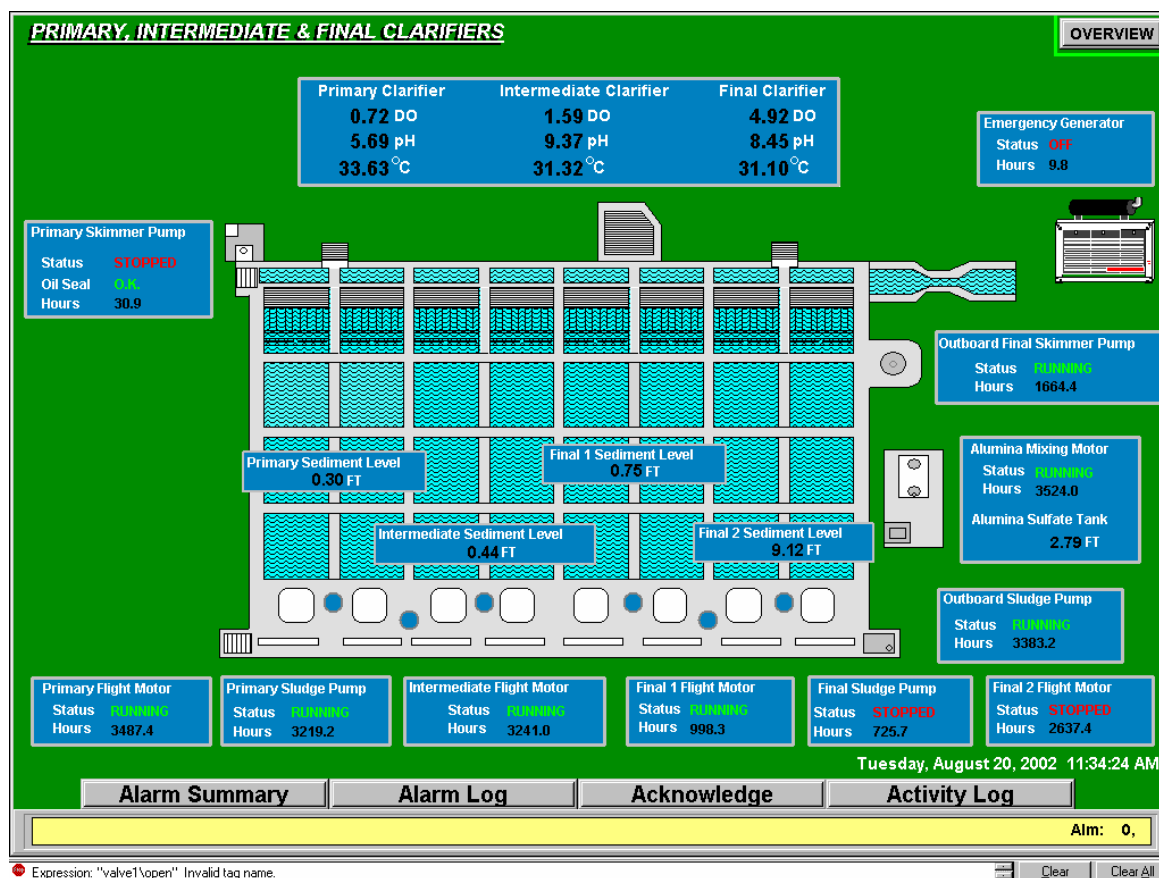 PRIMARY, INTERMEDIATE & FINAL CLARIFIERS
OVERVIEW
Primary Clarifier Intermediate Clarifier Final Clarifier
0.72 DO 1.59 DO 4.92 DO
5.69 pH 9.37 pH 8.45 pH
33.63 °C 31.32 °C 31.10 °C
Emergency Generator
Status OFF
Hours 9.8
Primary Skimmer Pump
Status STOPPED
Oil Seal O.K.
Hours 30.9
Outboard Final Skimmer Pump
Status RUNNING
Hours 1664.4
Primary Sediment Level
0.30 FT
Final 1 Sediment Level
0.75 FT
Alumina Mixing Motor
Status RUNNING
Hours 3524.0
Alumina Sulfate Tank
2.79 FT
Intermediate Sediment Level
0.44 FT
Final 2 Sediment Level
9.12 FT
Outboard Sludge Pump
Status RUNNING
Hours 3383.2
Primary Flight Motor
Status RUNNING
Hours 3487.4
Primary Sludge Pump
Status RUNNING
Hours 3219.2
Intermediate Flight Motor
Status RUNNING
Hours 3241.0
Final 1 Flight Motor
Status RUNNING
Hours 998.3
Final Sludge Pump
Status STOPPED
Hours 725.7
Final 2 Flight Motor
Status STOPPED
Hours 2637.4
Tuesday, August 20, 2002 11:34:24 AM
Alarm Summary Alarm Log Acknowledge Activity Log
Alm: 0,
Expression: "valve1\open" Invalid tag name.
Clear Clear All